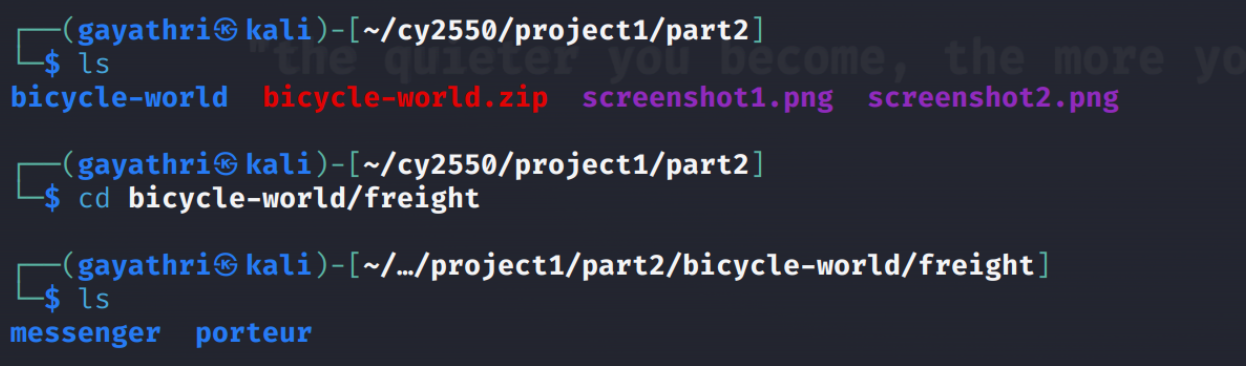 ┌──(gayathri㉿kali)-[~/cy2550/project1/part2]
└─$ ls
"the quieter you become, the more yo
bicycle-world bicycle-world.zip screenshot1.png screenshot2.png
┌──(gayathri㉿kali)-[~/cy2550/project1/part2]
└─$ cd bicycle-world/freight
┌──(gayathri㉿kali)-[~/…/project1/part2/bicycle-world/freight]
└─$ ls
messenger porteur